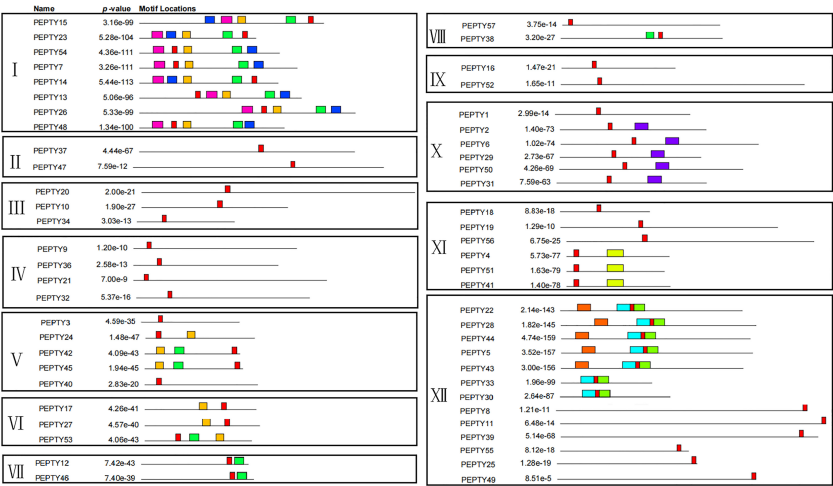 Name p-value Motif Locations
I
PEPTY15 3.16e-99
PEPTY23 5.28e-104
PEPTY54 4.36e-111
PEPTY7 3.26e-111
PEPTY14 5.44e-113
PEPTY13 5.06e-96
PEPTY26 5.33e-99
PEPTY48 1.34e-100
II
PEPTY37 4.44e-67
PEPTY47 7.59e-12
III
PEPTY20 2.00e-21
PEPTY10 1.90e-27
PEPTY34 3.03e-13
IV
PEPTY9 1.20e-10
PEPTY36 2.58e-13
PEPTY21 7.00e-9
PEPTY32 5.37e-16
V
PEPTY3 4.59e-35
PEPTY24 1.48e-47
PEPTY42 4.09e-43
PEPTY45 1.94e-45
PEPTY40 2.83e-20
VI
PEPTY17 4.26e-41
PEPTY27 4.57e-40
PEPTY53 4.06e-43
VII
PEPTY12 7.42e-43
PEPTY46 7.40e-39
VIII
PEPTY57 3.75e-14
PEPTY38 3.20e-27
IX
PEPTY16 1.47e-21
PEPTY52 1.65e-11
X
PEPTY1 2.99e-14
PEPTY2 1.40e-73
PEPTY6 1.02e-74
PEPTY29 2.73e-67
PEPTY50 4.26e-69
PEPTY31 7.59e-63
XI
PEPTY18 8.83e-18
PEPTY19 1.29e-10
PEPTY56 6.75e-25
PEPTY4 5.73e-77
PEPTY51 1.63e-79
PEPTY41 1.40e-78
XII
PEPTY22 2.14e-143
PEPTY28 1.82e-145
PEPTY44 4.74e-159
PEPTY5 3.52e-157
PEPTY43 3.00e-156
PEPTY33 1.96e-99
PEPTY30 2.64e-87
PEPTY8 1.21e-11
PEPTY11 6.48e-14
PEPTY39 5.14e-68
PEPTY55 8.12e-18
PEPTY25 1.28e-19
PEPTY49 8.51e-5